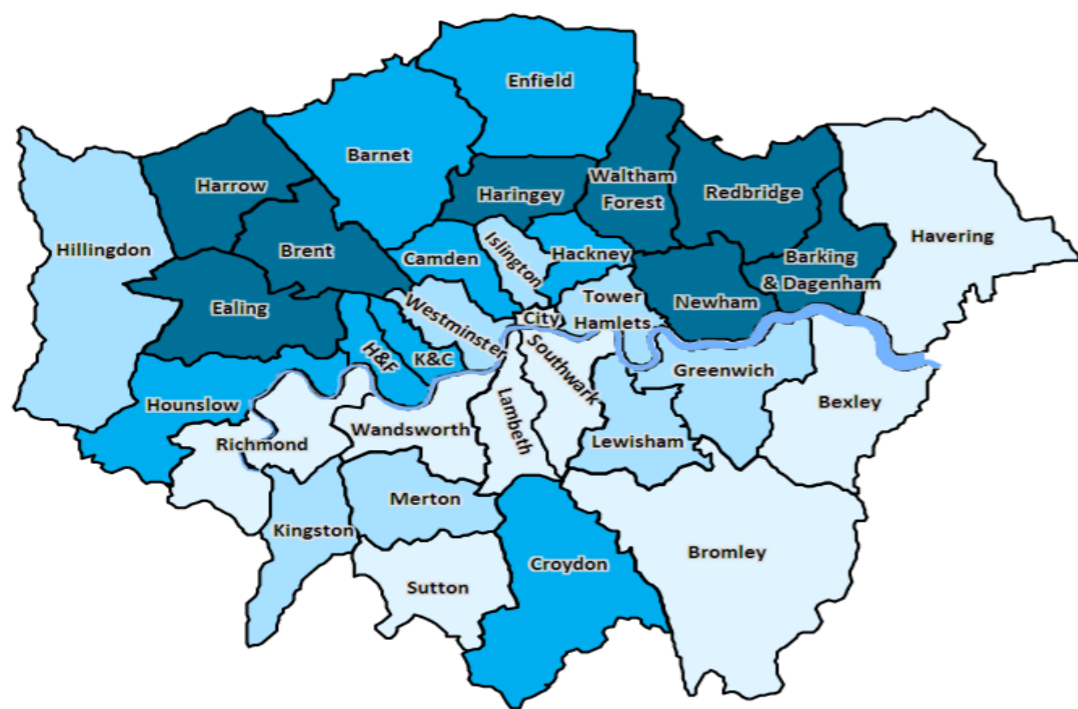 Enfield
Barnet
Harrow
Haringey
Waltham
Forest
Redbridge
Havering
Hillingdon
Brent
Camden
Islington
Hackney
Barking
& Dagenham
Ealing
Westminster
City
Tower
Hamlets
Newham
H&F
K&C
Southwark
Greenwich
Hounslow
Richmond
Wandsworth
Lambeth
Lewisham
Bexley
Kingston
Merton
Sutton
Croydon
Bromley